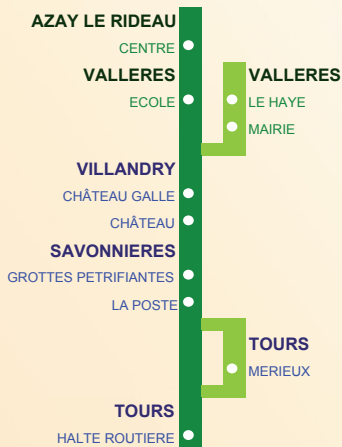 AZAY LE RIDEAU
CENTRE
VALLERES
ECOLE
VALLERES
LE HAYE
MAIRIE
VILLANDRY
CHÂTEAU GALLE
CHÂTEAU
SAVONNIERES
GROTTES PETRIFIANTES
LA POSTE
TOURS
MERIEUX
TOURS
HALTE ROUTIERE